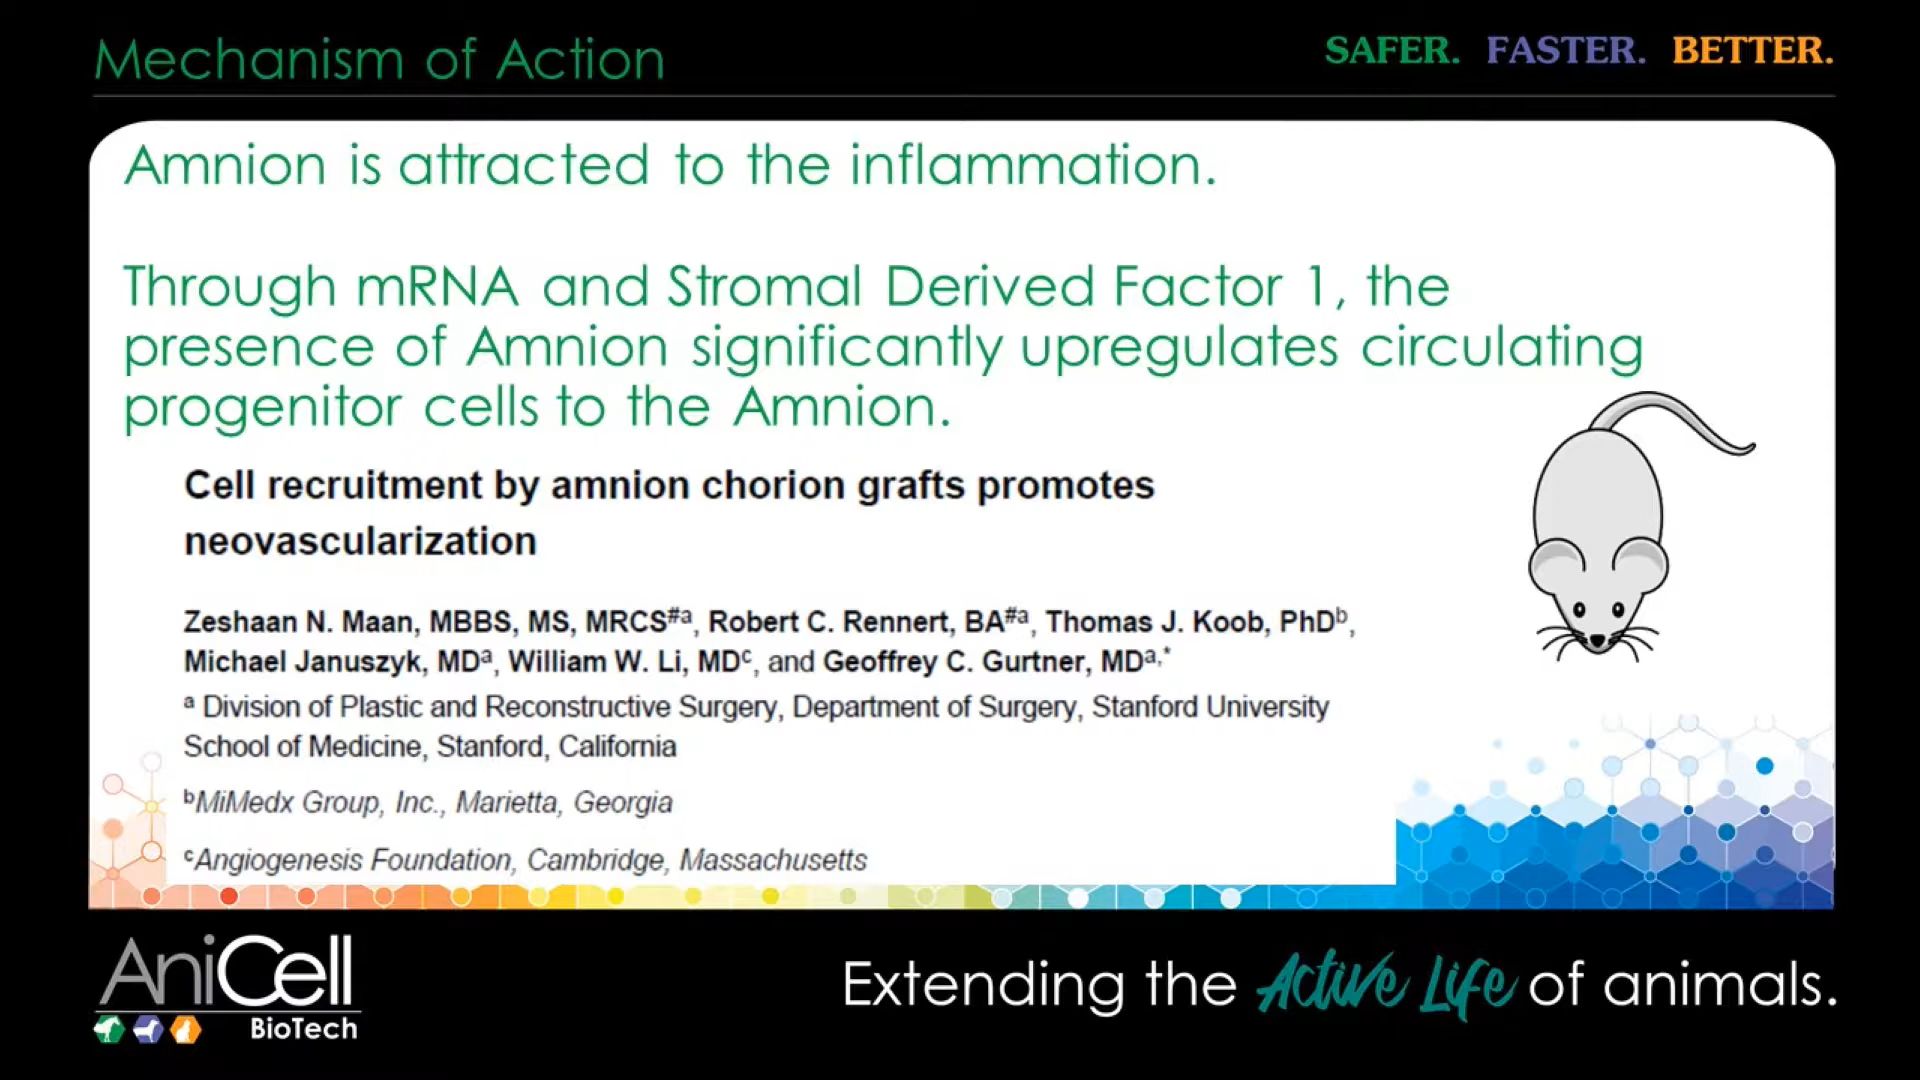 Mechanism of Action
SAFER. FASTER. BETTER.
Amnion is attracted to the inflammation.
Through mRNA and Stromal Derived Factor 1, the
presence of Amnion significantly upregulates circulating
progenitor cells to the Amnion.
Cell recruitment by amnion chorion grafts promotes
neovascularization
Zeshaan N. Maan, MBBS, MS, MRCS#a, Robert C. Rennert, BA#a, Thomas J. Koob, PhDb,
Michael Januszyk, MDa, William W. Li, MDc, and Geoffrey C. Gurtner, MDa,*
a Division of Plastic and Reconstructive Surgery, Department of Surgery, Stanford University
School of Medicine, Stanford, California
bMiMedx Group, Inc., Marietta, Georgia
cAngiogenesis Foundation, Cambridge, Massachusetts
AniCell
BioTech
Extending the Active Life of animals.